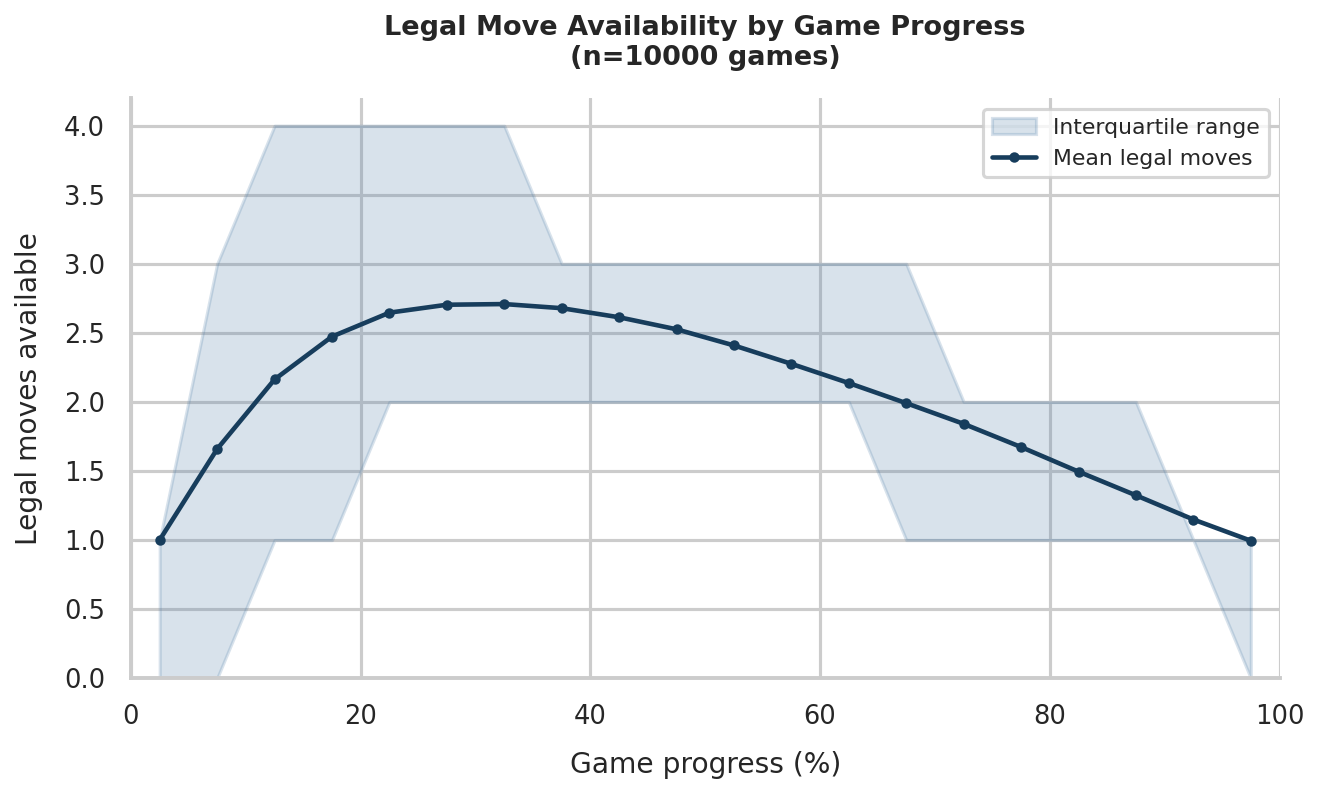 Legal Move Availability by Game Progress
(n=10000 games)
Interquartile range
Mean legal moves
Legal moves available
4.0
3.5
3.0
2.5
2.0
1.5
1.0
0.5
0.0
0 20 40 60 80 100
Game progress (%)